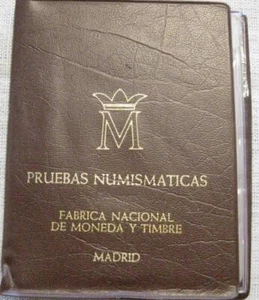 M
PRUEBAS NUMISMATICAS
FABRICA NACIONAL
DE MONEDA Y TIMBRE
MADRID